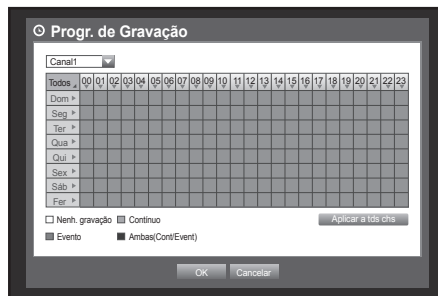 Progr. de Gravação
Canal1
Todos 00 01 02 03 04 05 06 07 08 09 10 11 12 13 14 15 16 17 18 19 20 21 22 23
Dom
Seg
Ter
Qua
Qui
Sex
Sáb
Fer
Nenh. gravação Contínuo Aplicar a tds chs
Evento Ambas(Cont/Event)
OK Cancelar